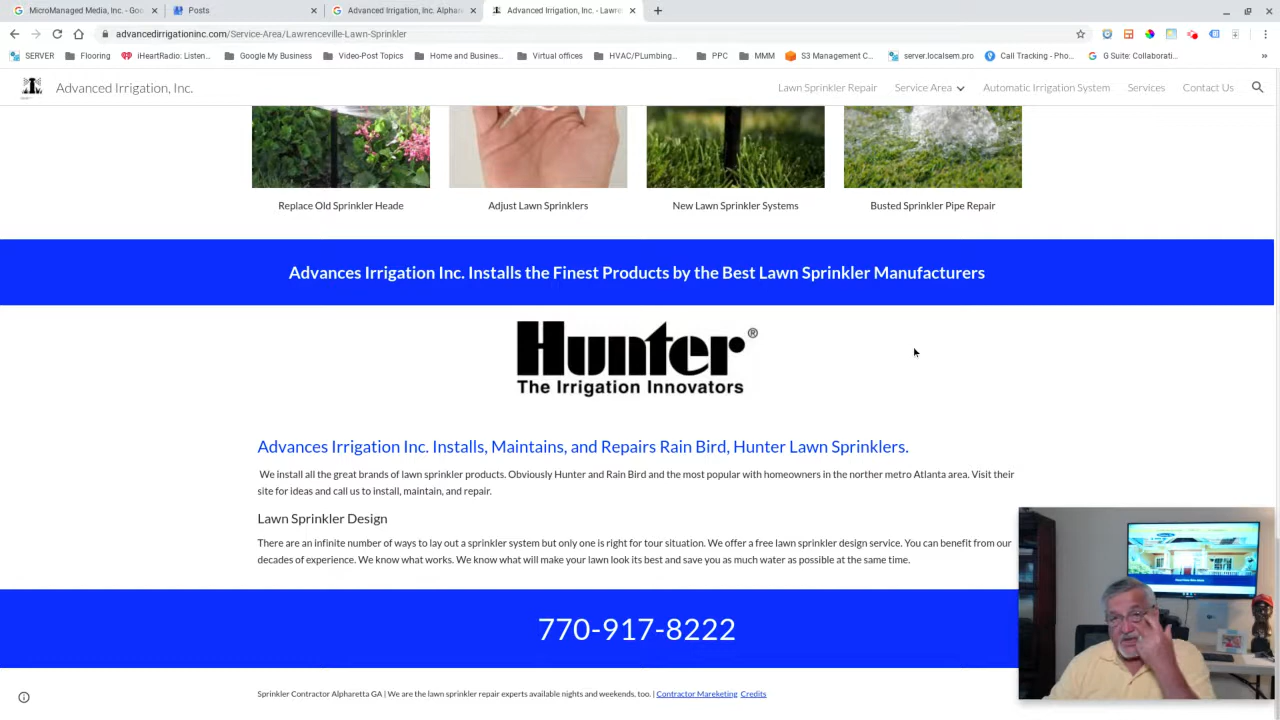 MicroManaged Media, Inc. - Goo
Posts
Advanced Irrigation, Inc. Alphar
Advanced Irrigation, Inc. - Lawre
advancedirrigationinc.com/Service-Area/Lawrenceville-Lawn-Sprinkler
SERVER
Flooring
iHeartRadio: Listen...
Google My Business
Video-Post Topics
Home and Busines...
Virtual offices
HVAC/PLumbing...
PPC
MMM
S3 Management C...
server.localsem.pro
Call Tracking - Pho...
G Suite: Collaborati...
Advanced Irrigation, Inc.
Lawn Sprinkler Repair
Service Area
Automatic Irrigation System
Services
Contact Us
Replace Old Sprinkler Heade
Adjust Lawn Sprinklers
New Lawn Sprinkler Systems
Busted Sprinkler Pipe Repair
Advances Irrigation Inc. Installs the Finest Products by the Best Lawn Sprinkler Manufacturers
Hunter®
The Irrigation Innovators
Advances Irrigation Inc. Installs, Maintains, and Repairs Rain Bird, Hunter Lawn Sprinklers.
We install all the great brands of lawn sprinkler products. Obviously Hunter and Rain Bird and the most popular with homeowners in the norther metro Atlanta area. Visit their
site for ideas and call us to install, maintain, and repair.
Lawn Sprinkler Design
There are an infinite number of ways to lay out a sprinkler system but only one is right for tour situation. We offer a free lawn sprinkler design service. You can benefit from our
decades of experience. We know what works. We know what will make your lawn look its best and save you as much water as possible at the same time.
770-917-8222
Sprinkler Contractor Alpharetta GA | We are the lawn sprinkler repair experts available nights and weekends, too. | Contractor Mareketing Credits